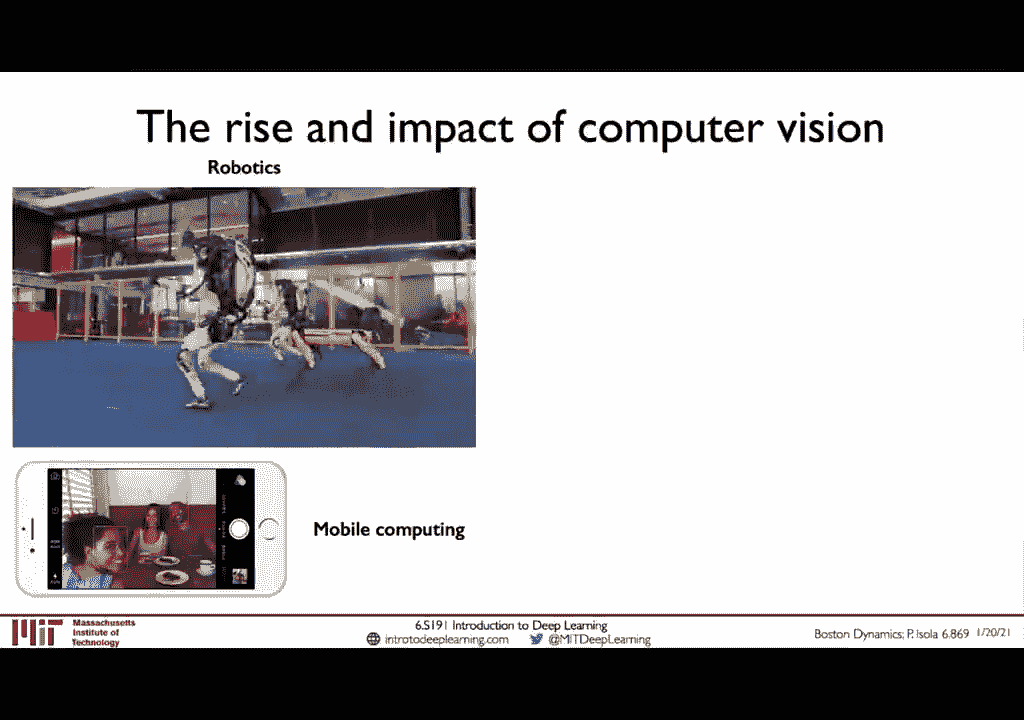 The rise and impact of computer vision
Robotics
Mobile computing
Massachusetts
Institute of
Technology
6.S191 Introduction to Deep Learning
introtodeeplearning.com @MITDeepLearning
Boston Dynamics; P. Isola 6.869 1/20/21